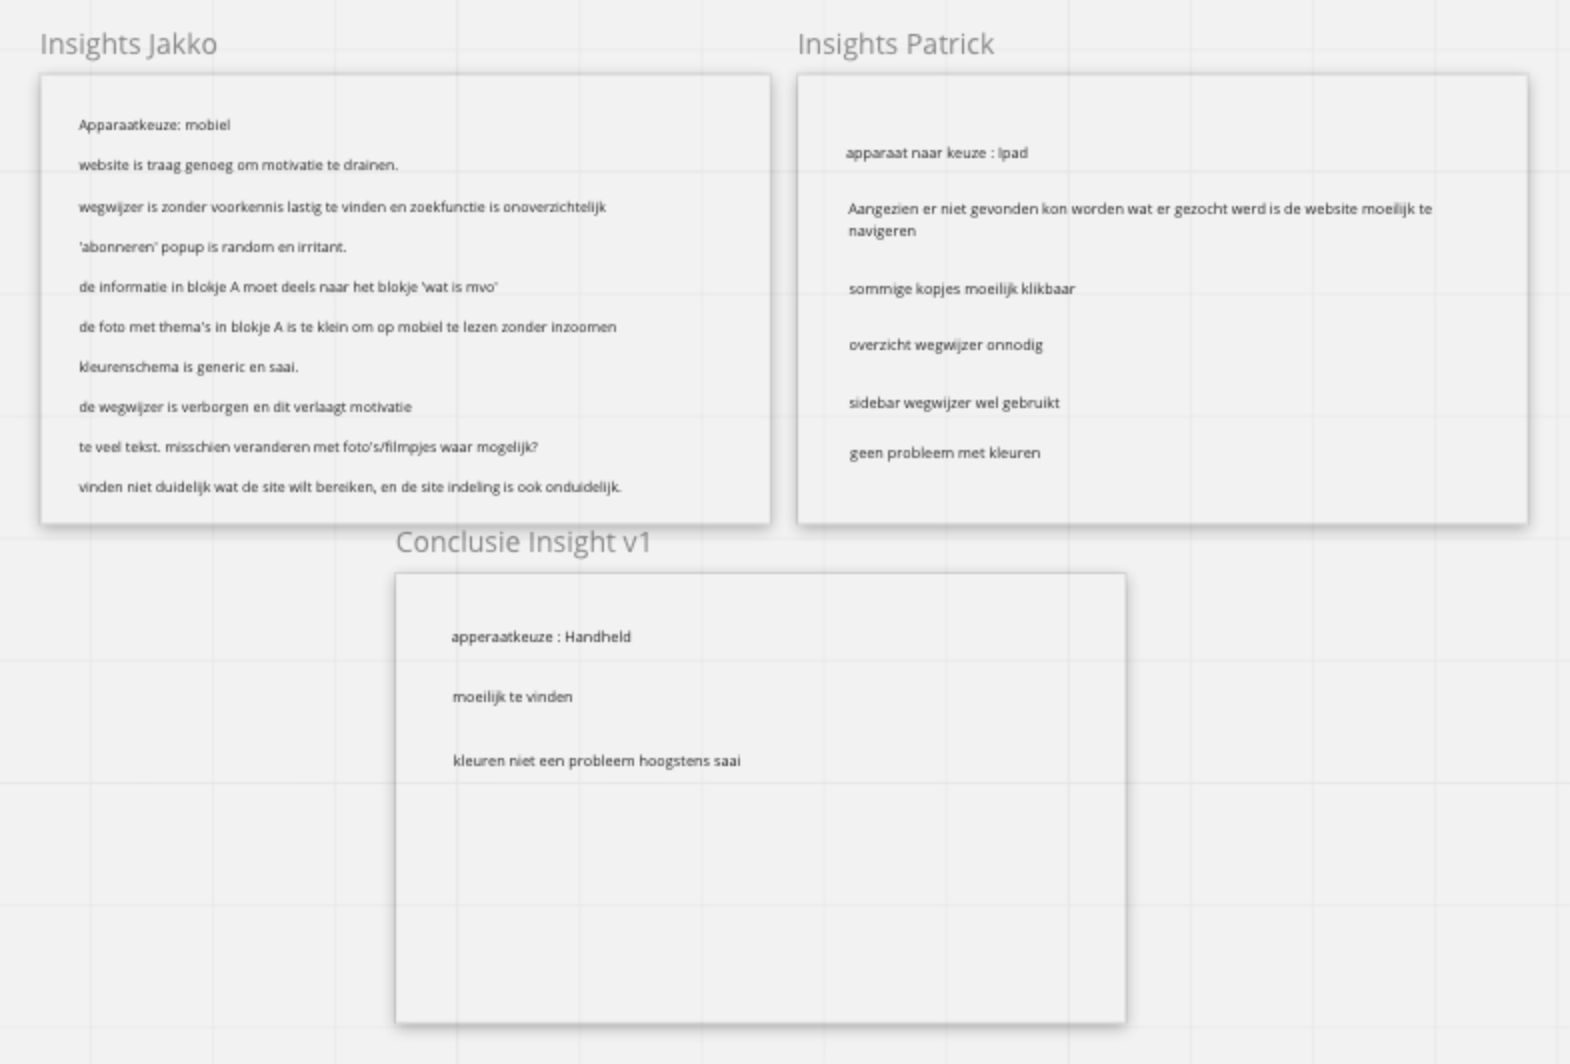 Insights Jakko
Apparaatkeuze: mobiel
website is traag genoeg om motivatie te drainen.
wegwijzer is zonder voorkennis lastig te vinden en zoekfunctie is onoverzichtelijk
'abonneren' popup is random en irritant.
de informatie in blokje A moet deels naar het blokje 'wat is mvo'
de foto met thema's in blokje A is te klein om op mobiel te lezen zonder inzoomen
kleurenschema is generic en saai.
de wegwijzer is verborgen en dit verlaagt motivatie
te veel tekst. misschien veranderen met foto's/filmpjes waar mogelijk?
vinden niet duidelijk wat de site wilt bereiken, en de site indeling is ook onduidelijk.
Insights Patrick
apparaat naar keuze : Ipad
Aangezien er niet gevonden kon worden wat er gezocht werd is de website moeilijk te
navigeren
sommige kopjes moeilijk klikbaar
overzicht wegwijzer onnodig
sidebar wegwijzer wel gebruikt
geen probleem met kleuren
Conclusie Insight v1
apperaatkeuze : Handheld
moeilijk te vinden
kleuren niet een probleem hoogstens saai